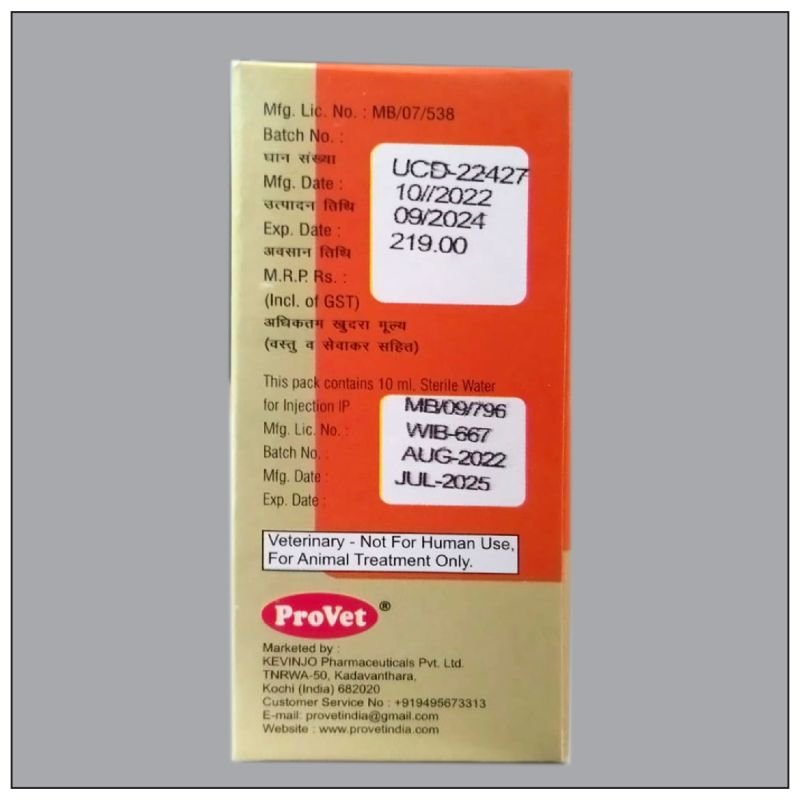 Mfg. Lic. No. : MB/07/538
Batch No. :
घान संख्या
UCD-22427
Mfg. Date :
10//2022
उत्पादन तिथि
09/2024
Exp. Date :
219.00
अवसान तिथि
M.R.P. Rs. :
(Incl. of GST)
अधिकतम खुदरा मूल्य
(वस्तु व सेवाकर सहित)
This pack contains 10 ml. Sterile Water
for Injection IP
MB/09/796
Mfg. Lic. No. :
WIB-667
Batch No. :
AUG-2022
Mfg. Date :
JUL-2025
Exp. Date :
Veterinary - Not For Human Use,
For Animal Treatment Only.
ProVet ®
Marketed by :
KEVINJO Pharmaceuticals Pvt. Ltd.
TNRWA-50, Kadavanthara,
Kochi (India) 682020
Customer Service No : +919495673313
E-mail: provetindia@gmail.com
Website : www.provetindia.com